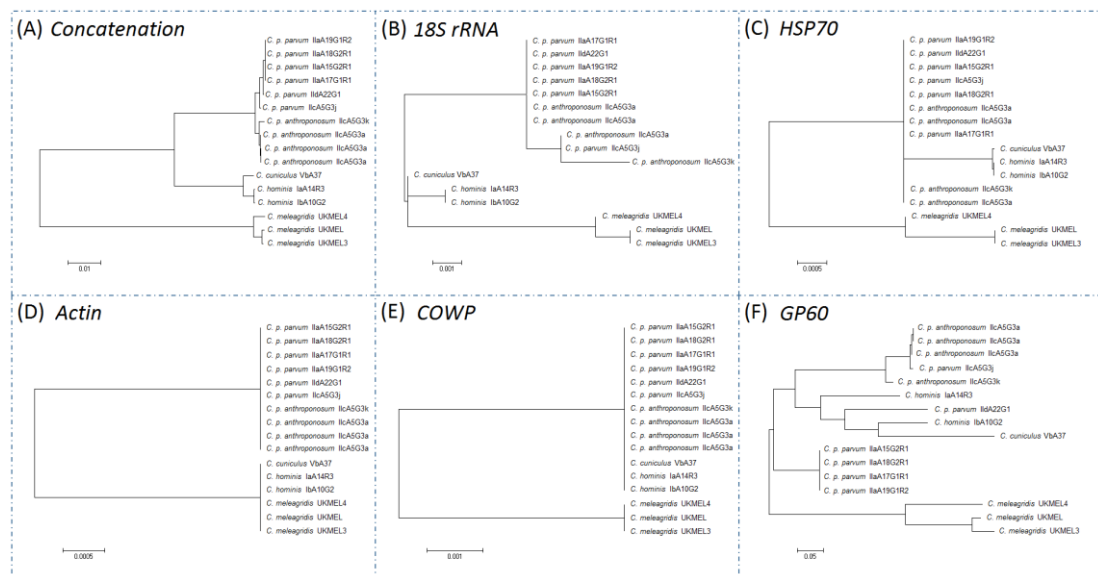 (A) Concatenation
C. p. parvum IIaA19G1R2
C. p. parvum IIaA18G2R1
C. p. parvum IIaA15G2R1
C. p. parvum IIaA17G1R1
C. p. parvum IIdA22G1
C. p. parvum IIcA5G3j
C. p. anthroponosum IIcA5G3k
C. p. anthroponosum IIcA5G3a
C. p. anthroponosum IIcA5G3a
C. p. anthroponosum IIcA5G3a
C. cuniculus VbA37
C. hominis IaA14R3
C. hominis IbA10G2
C. meleagridis UKMEL4
C. meleagridis UKMEL
C. meleagridis UKMEL3
0.01
(B) 18S rRNA
C. p. parvum IIaA17G1R1
C. p. parvum IIdA22G1
C. p. parvum IIaA19G1R2
C. p. parvum IIaA18G2R1
C. p. parvum IIaA15G2R1
C. p. anthroponosum IIcA5G3a
C. p. anthroponosum IIcA5G3a
C. p. anthroponosum IIcA5G3a
C. p. parvum IIcA5G3j
C. p. anthroponosum IIcA5G3k
C. cuniculus VbA37
C. hominis IaA14R3
C. hominis IbA10G2
C. meleagridis UKMEL4
C. meleagridis UKMEL
C. meleagridis UKMEL3
0.001
(C) HSP70
C. p. parvum IIaA19G1R2
C. p. parvum IIdA22G1
C. p. parvum IIaA15G2R1
C. p. parvum IIcA5G3j
C. p. parvum IIaA18G2R1
C. p. anthroponosum IIcA5G3a
C. p. anthroponosum IIcA5G3a
C. p. parvum IIaA17G1R1
C. cuniculus VbA37
C. hominis IaA14R3
C. hominis IbA10G2
C. p. anthroponosum IIcA5G3k
C. p. anthroponosum IIcA5G3a
C. meleagridis UKMEL4
C. meleagridis UKMEL
C. meleagridis UKMEL3
0.0005
(D) Actin
C. p. parvum IIaA15G2R1
C. p. parvum IIaA18G2R1
C. p. parvum IIaA17G1R1
C. p. parvum IIaA19G1R2
C. p. parvum IIdA22G1
C. p. parvum IIcA5G3j
C. p. anthroponosum IIcA5G3k
C. p. anthroponosum IIcA5G3a
C. p. anthroponosum IIcA5G3a
C. p. anthroponosum IIcA5G3a
C. cuniculus VbA37
C. hominis IaA14R3
C. hominis IbA10G2
C. meleagridis UKMEL4
C. meleagridis UKMEL
C. meleagridis UKMEL3
0.0005
(E) COWP
C. p. parvum IIaA15G2R1
C. p. parvum IIaA18G2R1
C. p. parvum IIaA17G1R1
C. p. parvum IIaA19G1R2
C. p. parvum IIdA22G1
C. p. parvum IIcA5G3j
C. p. anthroponosum IIcA5G3k
C. p. anthroponosum IIcA5G3a
C. p. anthroponosum IIcA5G3a
C. p. anthroponosum IIcA5G3a
C. cuniculus VbA37
C. hominis IaA14R3
C. hominis IbA10G2
C. meleagridis UKMEL4
C. meleagridis UKMEL
C. meleagridis UKMEL3
0.001
(F) GP60
C. p. anthroponosum IIcA5G3a
C. p. anthroponosum IIcA5G3a
C. p. anthroponosum IIcA5G3a
C. p. parvum IIcA5G3j
C. p. anthroponosum IIcA5G3k
C. hominis IaA14R3
C. p. parvum IIdA22G1
C. hominis IbA10G2
C. cuniculus VbA37
C. p. parvum IIaA15G2R1
C. p. parvum IIaA18G2R1
C. p. parvum IIaA17G1R1
C. p. parvum IIaA19G1R2
C. meleagridis UKMEL4
C. meleagridis UKMEL
C. meleagridis UKMEL3
0.05